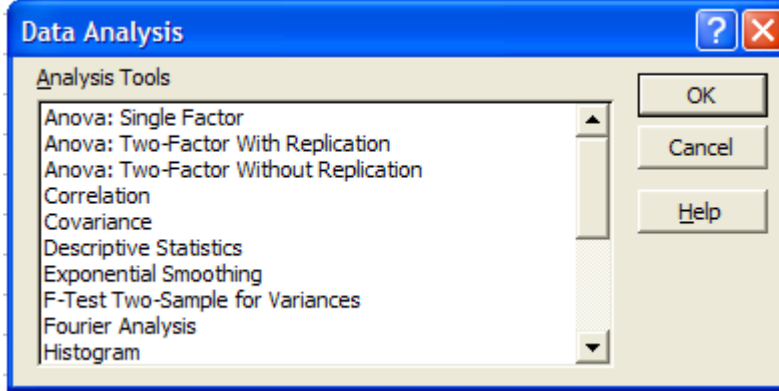 Data Analysis
Analysis Tools
Anova: Single Factor
Anova: Two-Factor With Replication
Anova: Two-Factor Without Replication
Correlation
Covariance
Descriptive Statistics
Exponential Smoothing
F-Test Two-Sample for Variances
Fourier Analysis
Histogram
OK
Cancel
Help